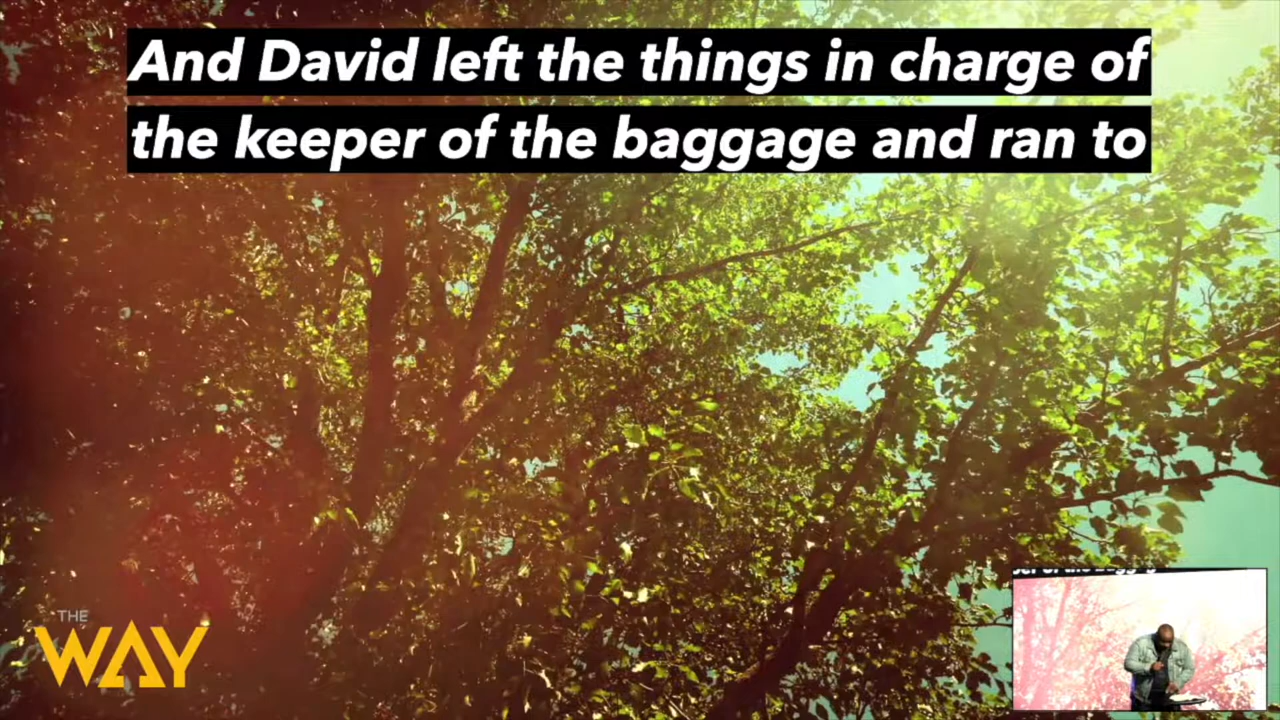 And David left the things in charge of
the keeper of the baggage and ran to
THE
WAY